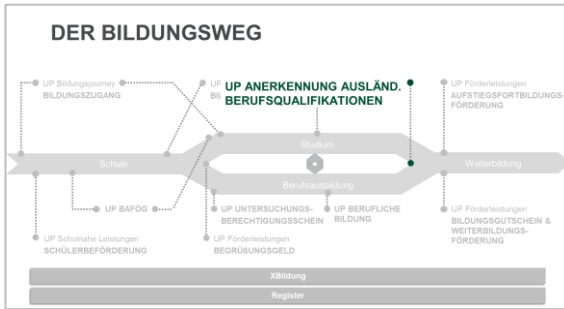 DER BILDUNGSWEG
UP Bildungsjourney
BILDUNGSZUGANG
UP
BIL
UP ANERKENNUNG AUSLÄND.
BERUFSQUALIFIKATIONEN
UP Förderleistungen
AUFSTIEGSFORTBILDUNGS-
FÖRDERUNG
Studium
Schule
Weiterbildung
Berufsausbildung
UP BAFÖG
UP UNTERSUCHUNGS-
BERECHTIGUNGSSCHEIN
UP BERUFLICHE
BILDUNG
UP Förderleistungen
BILDUNGSGUTSCHEIN &
WEITERBILDUNGS-
FÖRDERUNG
UP Schulnahe Leistungen
SCHÜLERBEFÖRDERUNG
UP Förderleistungen
BEGRÜßUNGSGELD
XBildung
Register